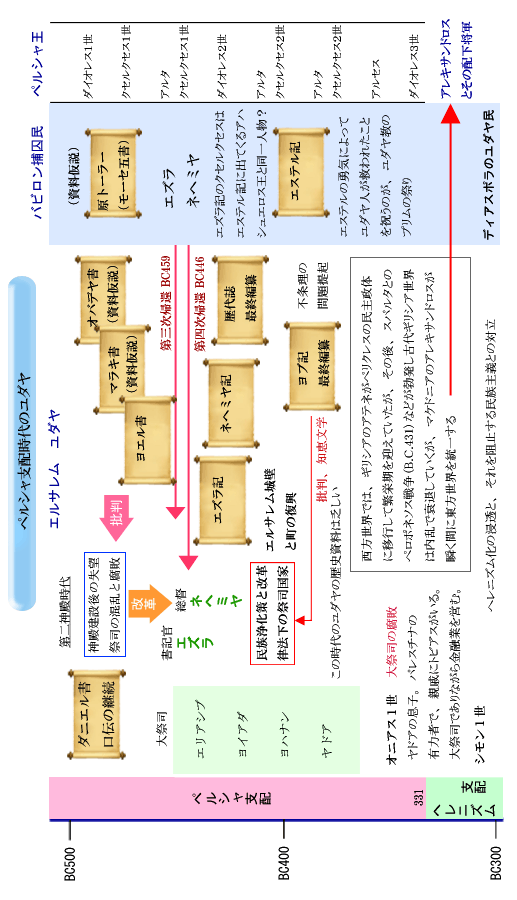 ペルシャ支配時代のユダヤ
BC500
BC400
BC300
ペルシャ支配
331
ヘレニズム
支配
ダニエル書
口伝の継続
大祭司
エリアシブ
ヨイアダ
ヨハナン
ヤドア
オニアス1世 大祭司の腐敗
ヤドアの息子。パレスチナの
有力者で、親戚にトビアスがいる。
大祭司でありながら金融業を営む。
シモン1世
エルサレム ユダヤ
第二神殿時代
神殿建設後の失望
祭司の混乱と腐敗
批判
改革
書記官
エズラ
総督
ネヘミヤ
民族浄化策と改革
律法下の祭司国家
この時代のユダヤの歴史資料は乏しい
オバデヤ書
(資料仮説)
マラキ書
(資料仮説)
ヨエル書
第三次帰還 BC459
第四次帰還 BC446
エズラ記
ネヘミヤ記
歴代誌
最終編纂
エルサレム城壁
と町の復興
ヨブ記
最終編纂
不条理の
問題提起
批判、知恵文学
西方世界では、ギリシアのアテネがペリクレスの民主政体
に移行して繁栄期を迎えていたが、その後、スパルタとの
ペロポネソス戦争(B.C.431)などが勃発し古代ギリシア世界
は内乱で衰退していくが、マケドニアのアレキサンドロスが
瞬く間に東方世界を統一する
ヘレニズム化の浸透と、それを阻止する民族主義との対立
バビロン捕囚民
(資料仮説)
原トーラー
(モーセ五書)
エズラ
ネヘミヤ
エズラ記のクセルクセスは
エステル記に出てくるアハ
シュエロス王と同一人物?
エステル記
エステルの勇気によって
ユダヤ人が救われたこと
を祝うのが、ユダヤ教の
プリムの祭り
ディアスポラのユダヤ民
ペルシャ王
ダイオレス1世
クセルクセス1世
アルタ
クセルクセス1世
ダイオレス2世
アルタ
クセルクセス2世
アルタ
クセルクセス2世
アルセス
ダイオレス3世
アレキサンドロス
とその配下将軍